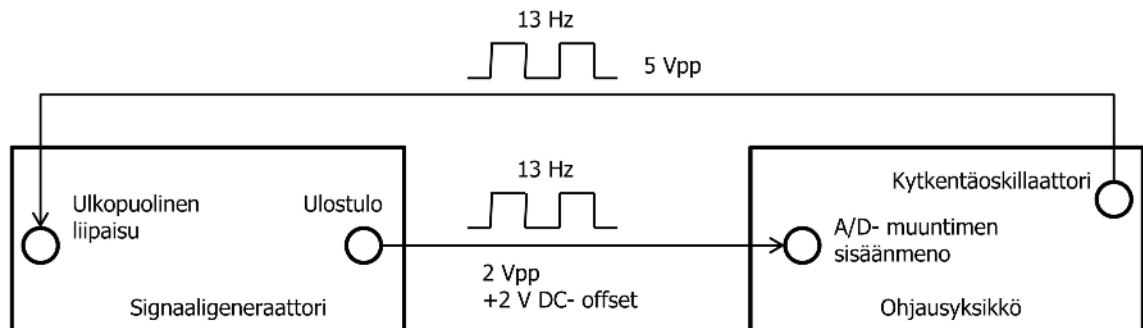 13 Hz
5 Vpp
13 Hz
Ulkopuolinen
liipaisu
Ulostulo
2 Vpp
+2 V DC- offset
Signaaligeneraattori
Kytkentäoskillaattori
A/D- muuntimen
sisäänmeno
Ohjausyksikkö